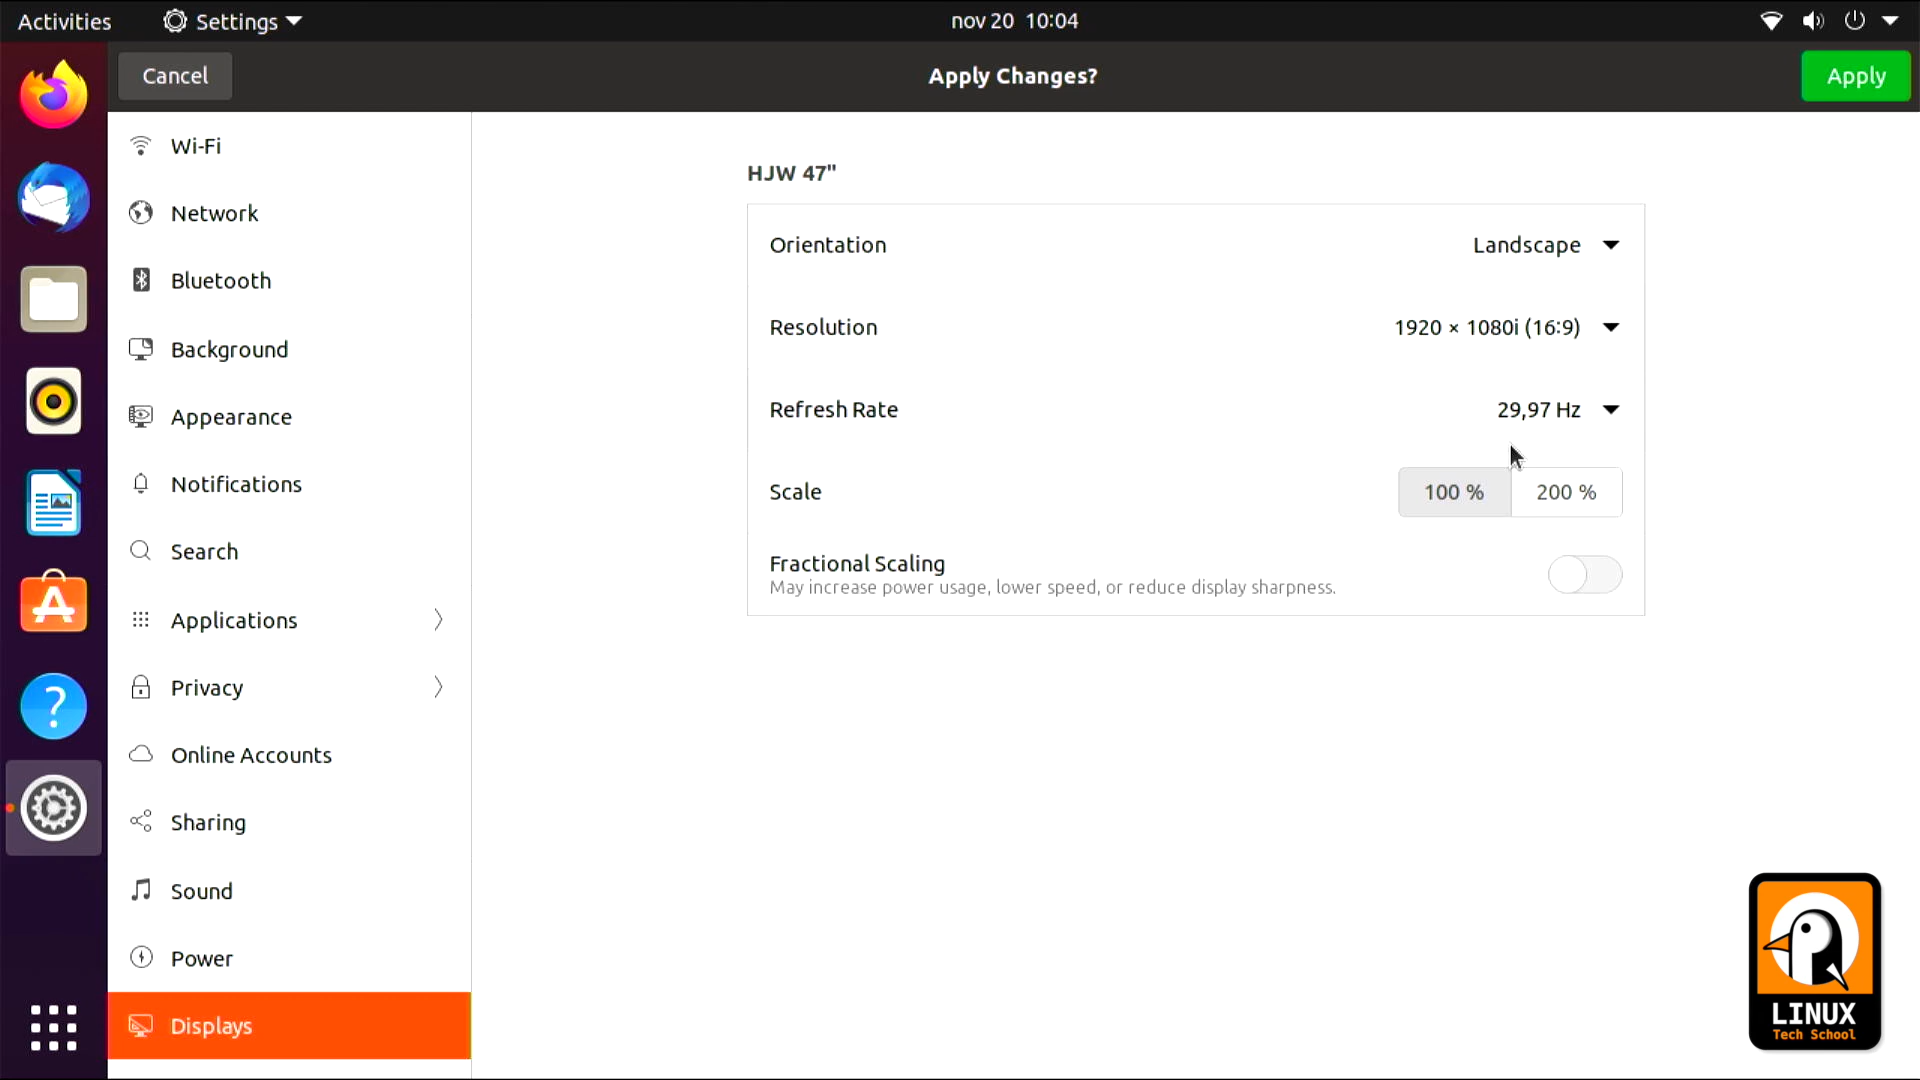 Activities
Settings
nov 20 10:04
Cancel
Apply Changes?
Apply
Wi-Fi
Network
Bluetooth
Background
Appearance
Notifications
Search
Applications
Privacy
Online Accounts
Sharing
Sound
Power
Displays
HJW 47"
Orientation
Landscape
Resolution
1920 × 1080i (16:9)
Refresh Rate
29,97 Hz
Scale
100 %
200 %
Fractional Scaling
May increase power usage, lower speed, or reduce display sharpness.
LINUX
Tech School